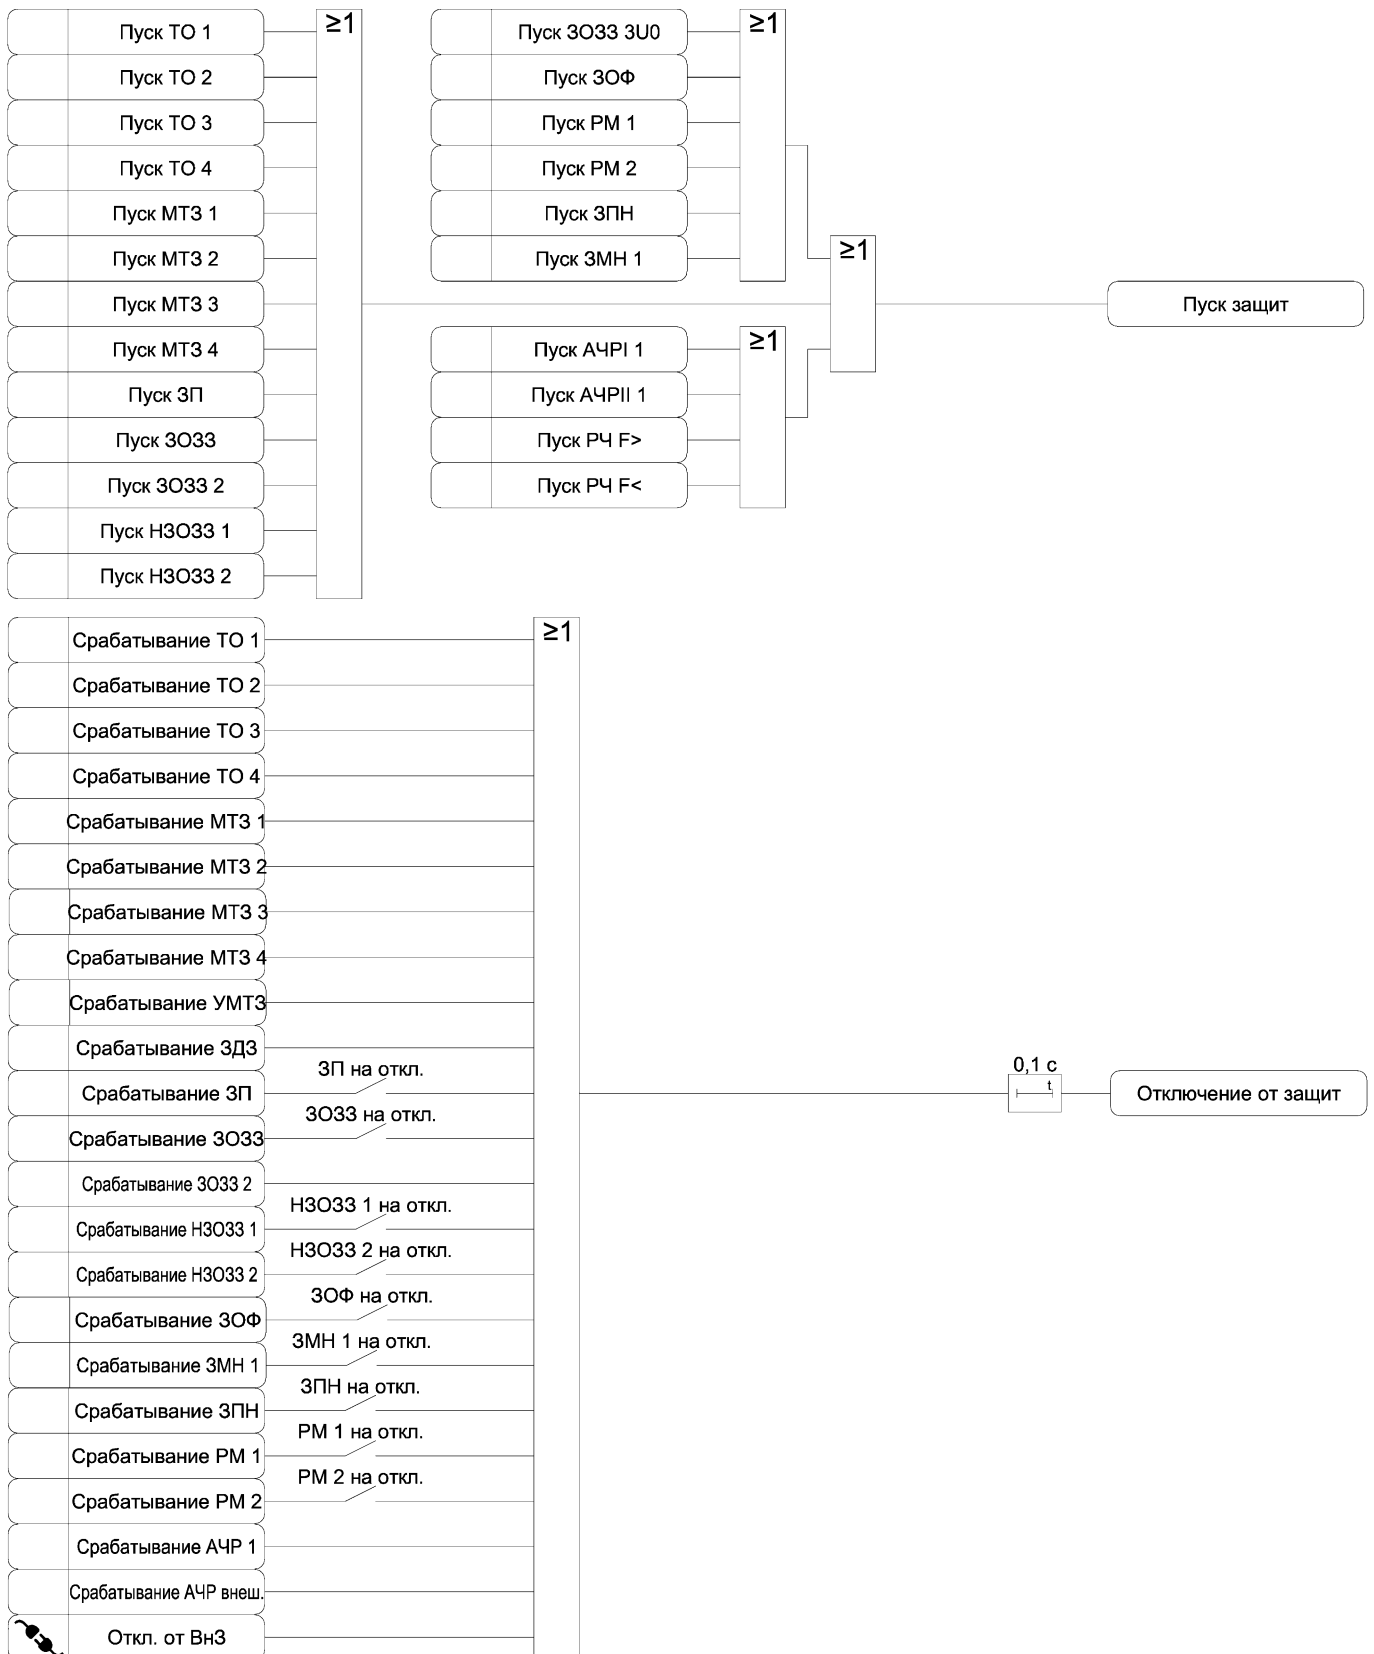 Пуск ТО 1
≥1
Пуск ТО 2
Пуск ТО 3
Пуск ТО 4
Пуск МТЗ 1
Пуск МТЗ 2
Пуск МТЗ 3
Пуск МТЗ 4
Пуск ЗП
Пуск ЗОЗЗ
Пуск ЗОЗЗ 2
Пуск НЗОЗЗ 1
Пуск НЗОЗЗ 2
Пуск ЗОЗЗ 3U0
≥1
Пуск ЗОФ
Пуск РМ 1
Пуск РМ 2
Пуск ЗПН
Пуск ЗМН 1
≥1
Пуск защит
Пуск АЧРI 1
≥1
Пуск АЧРII 1
Пуск РЧ F>
Пуск РЧ F<
Срабатывание ТО 1
≥1
Срабатывание ТО 2
Срабатывание ТО 3
Срабатывание ТО 4
Срабатывание МТЗ 1
Срабатывание МТЗ 2
Срабатывание МТЗ 3
Срабатывание МТЗ 4
Срабатывание УМТЗ
Срабатывание ЗДЗ
ЗП на откл.
Срабатывание ЗП
ЗОЗЗ на откл.
Срабатывание ЗОЗЗ
Срабатывание ЗОЗЗ 2
НЗОЗЗ 1 на откл.
Срабатывание НЗОЗЗ 1
НЗОЗЗ 2 на откл.
Срабатывание НЗОЗЗ 2
ЗОФ на откл.
Срабатывание ЗОФ
ЗМН 1 на откл.
Срабатывание ЗМН 1
ЗПН на откл.
Срабатывание ЗПН
РМ 1 на откл.
Срабатывание РМ 1
РМ 2 на откл.
Срабатывание РМ 2
Срабатывание АЧР 1
Срабатывание АЧР внеш.
Откл. от ВнЗ
0,1 с
t
Отключение от защит